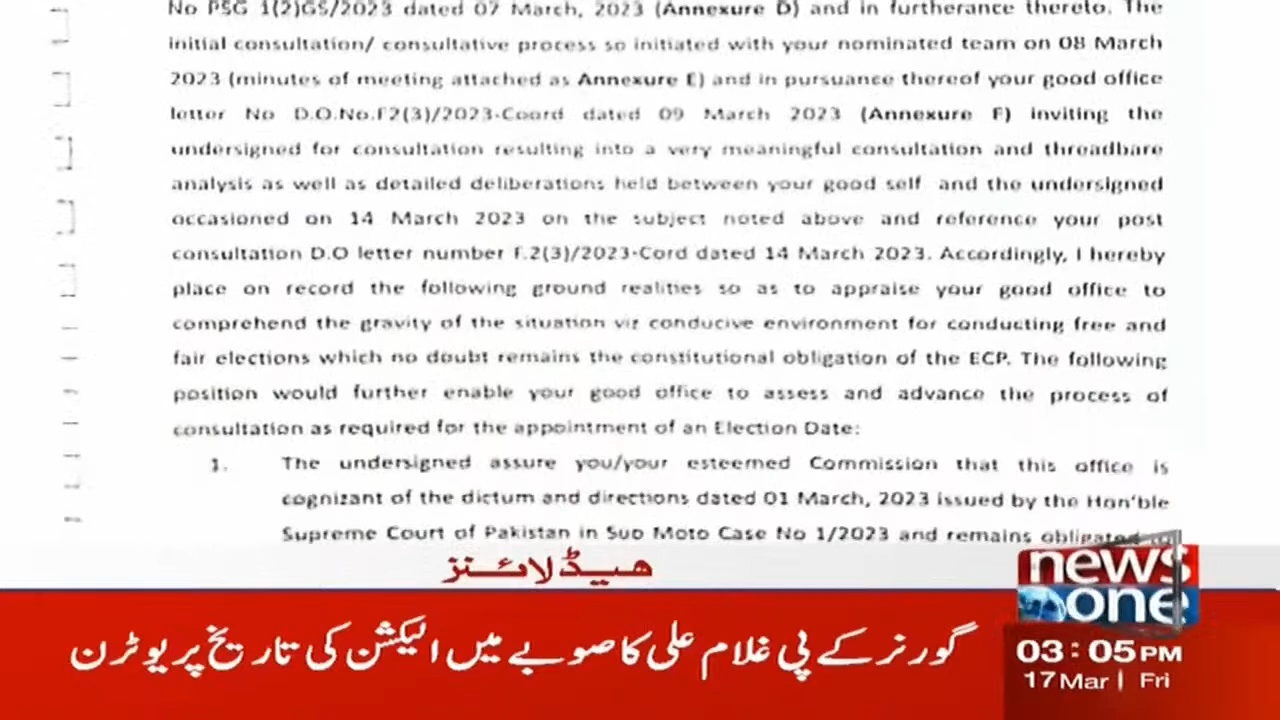 No PSG 1(2)GS/2023 dated 07 March, 2023 (Annexure D) and in furtherance thereto. The
initial consultation/ consultative process so initiated with your nominated team on 08 March
2023 (minutes of meeting attached as Annexure E) and in pursuance thereof your good office
letter No D.O.No.F2(3)/2023-Coord dated 09 March 2023 (Annexure F) inviting the
undersigned for consultation resulting into a very meaningful consultation and threadbare
analysis as well as detailed deliberations held between your good self and the undersigned
occasioned on 14 March 2023 on the subject noted above and reference your post
consultation D.O letter number F.2(3)/2023-Cord dated 14 March 2023. Accordingly, I hereby
place on record the following ground realities so as to appraise your good office to
comprehend the gravity of the situation viz conducive environment for conducting free and
fair elections which no doubt remains the constitutional obligation of the ECP. The following
position would further enable your good office to assess and advance the process of
consultation as required for the appointment of an Election Date:
1. The undersigned assure you/your esteemed Commission that this office is
cognizant of the dictum and directions dated 01 March, 2023 issued by the Hon'ble
Supreme Court of Pakistan in Suo Moto Case No 1/2023 and remains obligated to
ہیڈلائنز
news
one
گورنر کے پی غلام علی کا صوبے میں الیکشن کی تاریخ پر یوٹرن
03:05PM
17 Mar | Fri